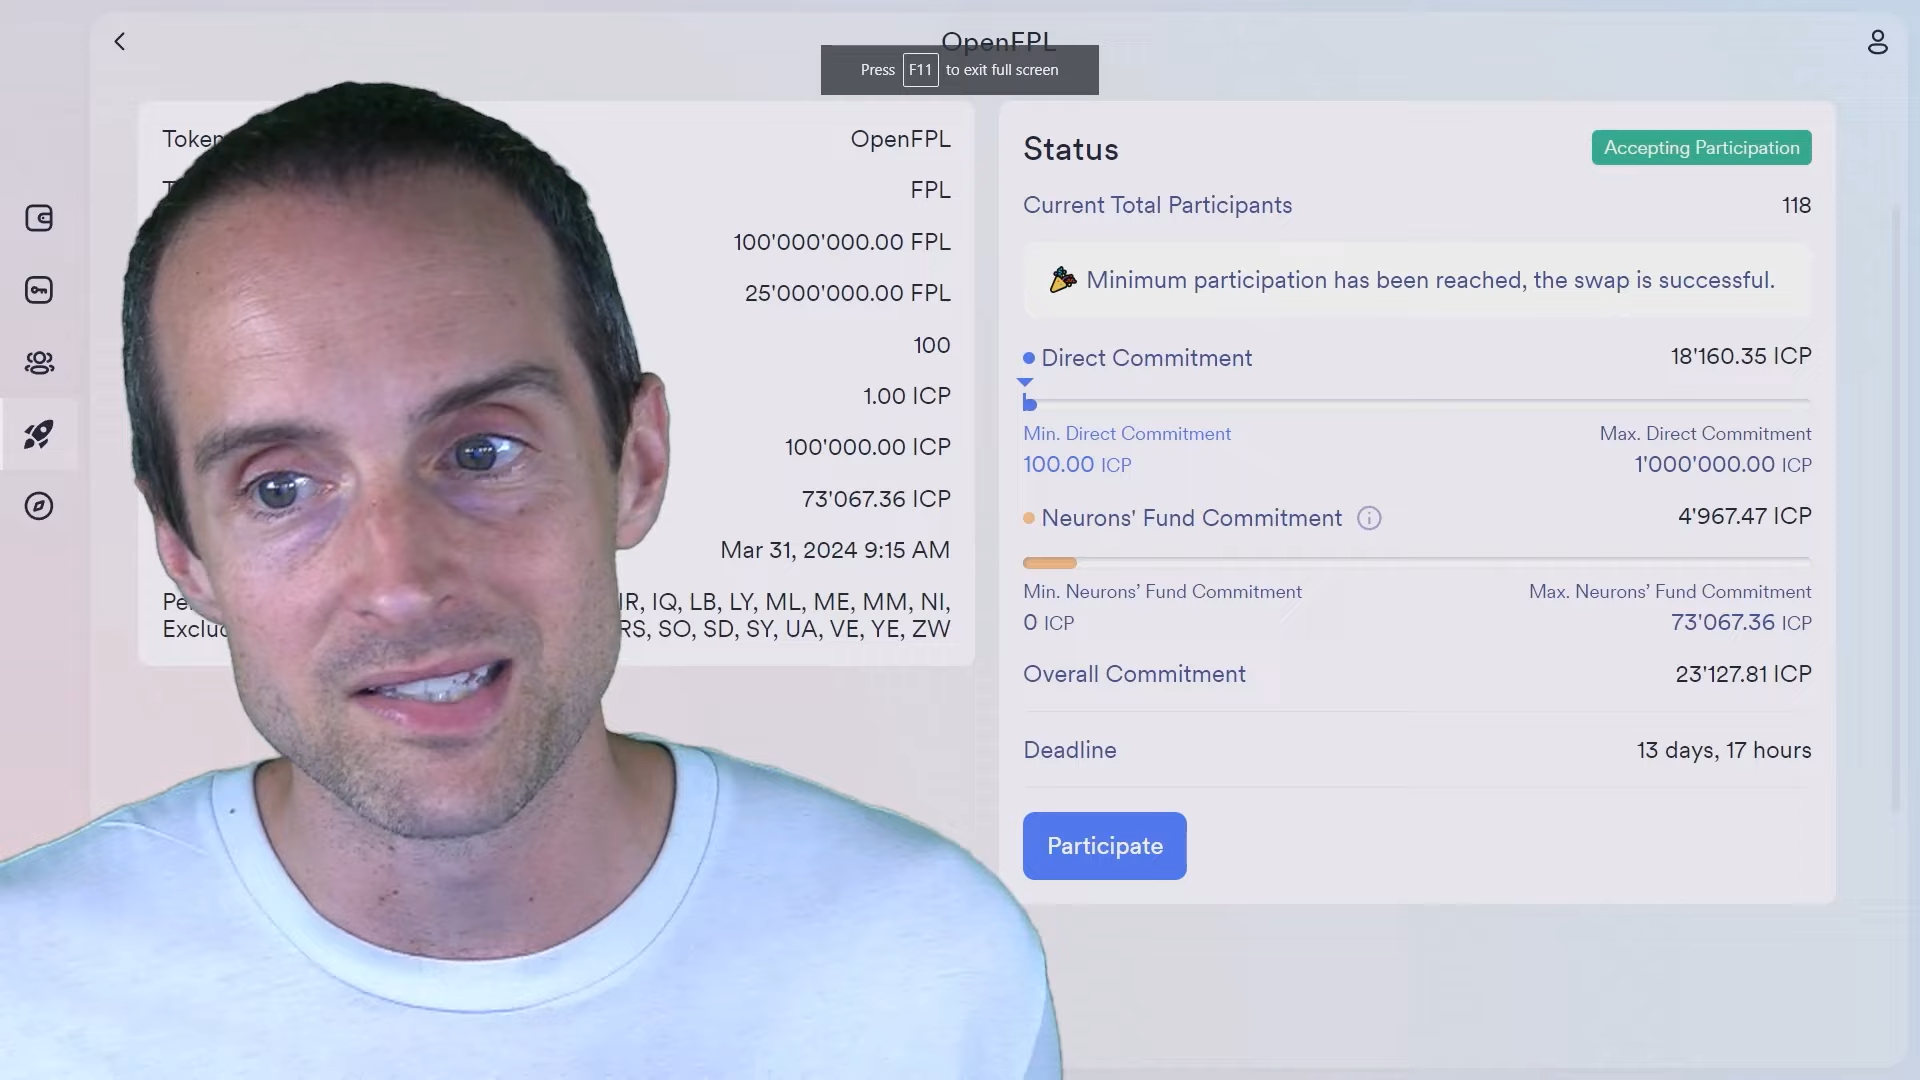 OpenFPL
Press F11 to exit full screen
Token
OpenFPL
FPL
100'000'000.00 FPL
25'000'000.00 FPL
100
1.00 ICP
100'000.00 ICP
73'067.36 ICP
Mar 31, 2024 9:15 AM
IR, IQ, LB, LY, ML, ME, MM, NI,
RS, SO, SD, SY, UA, VE, YE, ZW
Status
Accepting Participation
Current Total Participants
118
Minimum participation has been reached, the swap is successful.
Direct Commitment
18'160.35 ICP
Min. Direct Commitment
Max. Direct Commitment
100.00 ICP
1'000'000.00 ICP
Neurons' Fund Commitment
4'967.47 ICP
Min. Neurons' Fund Commitment
Max. Neurons' Fund Commitment
0 ICP
73'067.36 ICP
Overall Commitment
23'127.81 ICP
Deadline
13 days, 17 hours
Participate